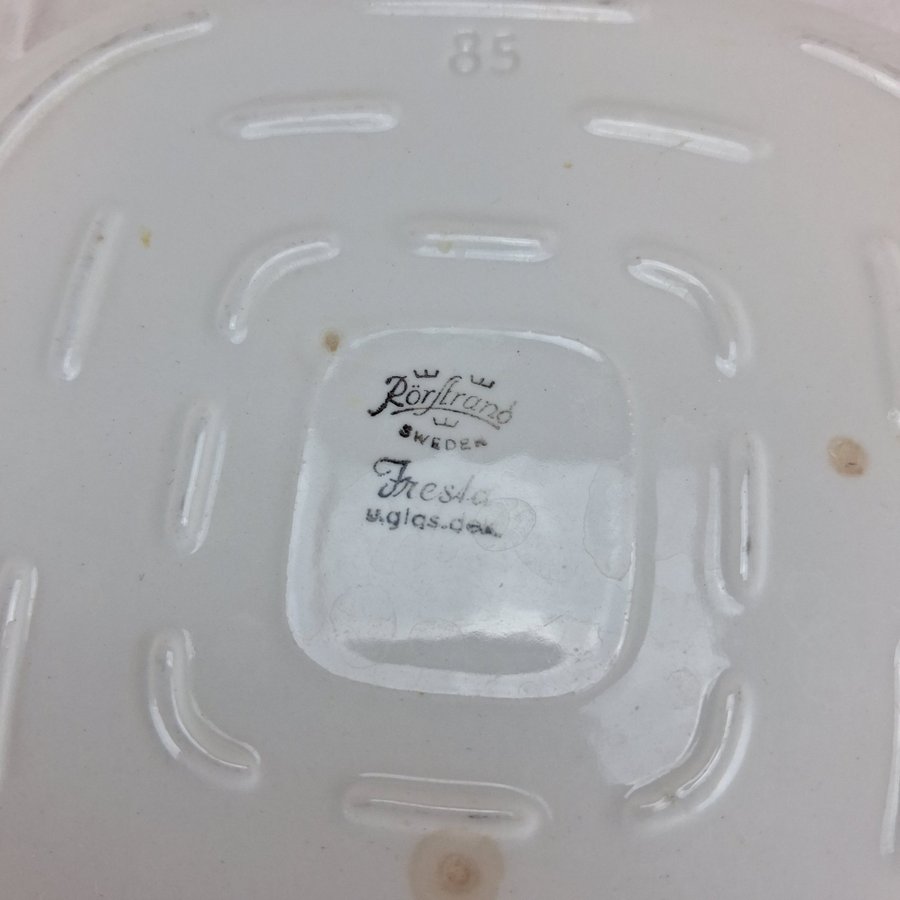 85
Rörstrand
SWEDEN
Fresta
u.glas.dek.